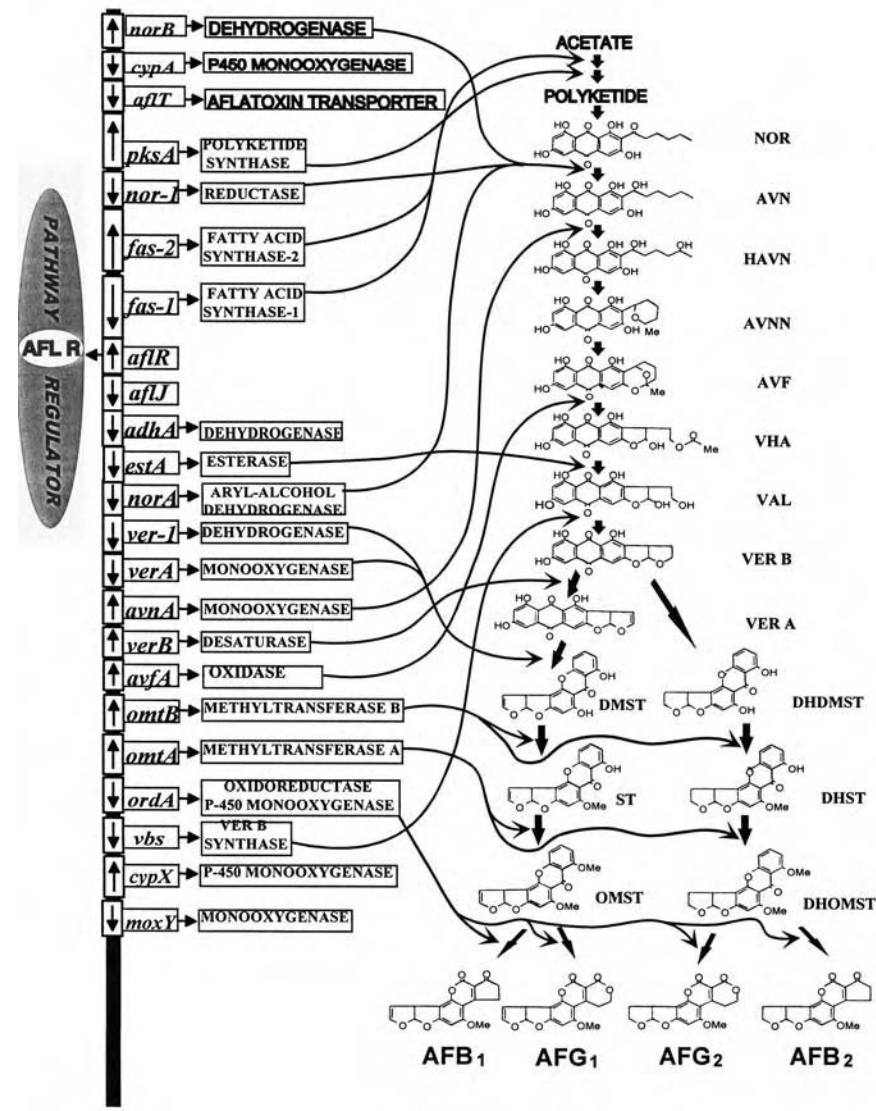 norB DEHYDROGENASE
cypA P450 MONOOXYGENASE
aflT AFLATOXIN TRANSPORTER
pksA POLYKETIDE
SYNTHASE
nor-1 REDUCTASE
fas-2 FATTY ACID
SYNTHASE-2
fas-1 FATTY ACID
SYNTHASE-1
aflR
aflJ
adhA DEHYDROGENASE
estA ESTERASE
norA ARYL-ALCOHOL
DEHYDROGENASE
ver-1 DEHYDROGENASE
verA MONOOXYGENASE
avnA MONOOXYGENASE
verB DESATURASE
avfA OXIDASE
omtB METHYLTRANSFERASE B
omtA METHYLTRANSFERASE A
ordA OXIDOREDUCTASE
P-450 MONOOXYGENASE
vbs VER B
SYNTHASE
cypX P-450 MONOOXYGENASE
moxY MONOOXYGENASE
PATHWAY
AFL R
REGULATOR
ACETATE
POLYKETIDE
NOR
AVN
HAVN
AVNN
AVF
VHA
VAL
VER B
VER A
DMST
DHDMST
ST
DHST
OMST
DHOMST
AFB1
AFG1
AFG2
AFB2